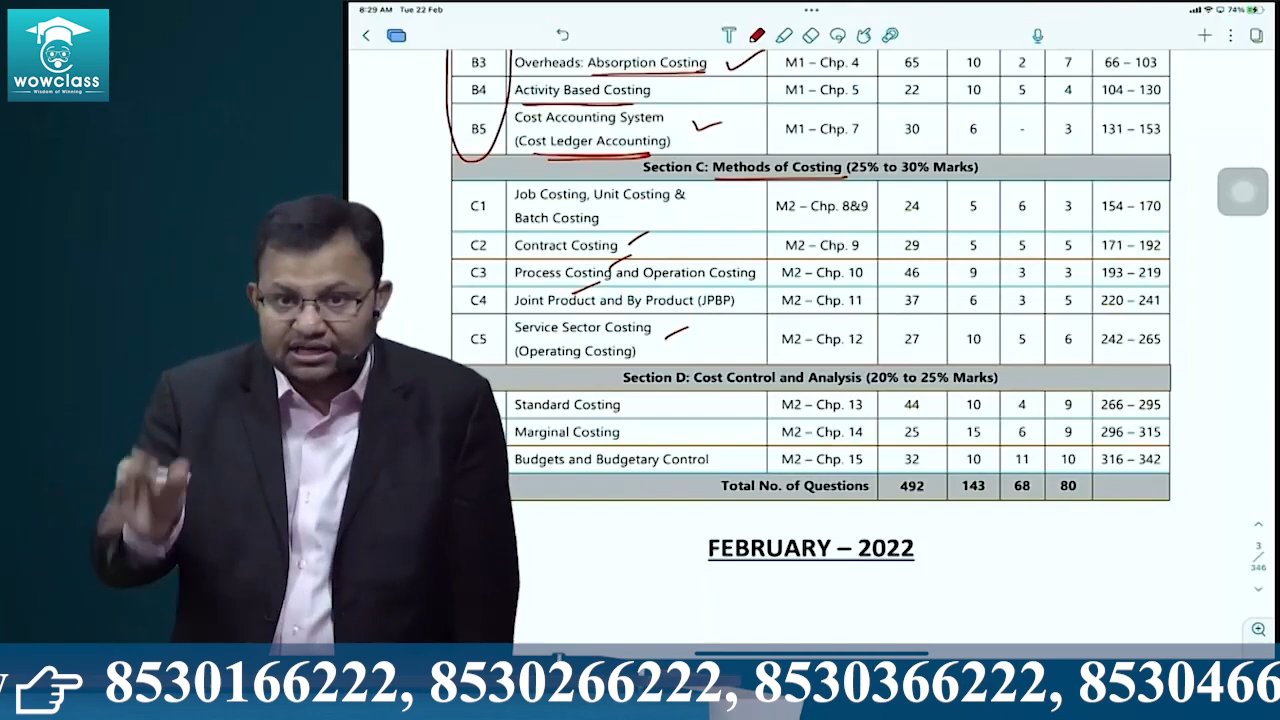 8:29 AM Tue 22 Feb
74%
wowclass
Wisdom of Winning
B3 Overheads: Absorption Costing M1 – Chp. 4 65 10 2 7 66 – 103
B4 Activity Based Costing M1 – Chp. 5 22 10 5 4 104 – 130
B5 Cost Accounting System (Cost Ledger Accounting) M1 – Chp. 7 30 6 - 3 131 – 153
Section C: Methods of Costing (25% to 30% Marks)
C1 Job Costing, Unit Costing & Batch Costing M2 – Chp. 8&9 24 5 6 3 154 – 170
C2 Contract Costing M2 – Chp. 9 29 5 5 5 171 – 192
C3 Process Costing and Operation Costing M2 – Chp. 10 46 9 3 3 193 – 219
C4 Joint Product and By Product (JPBP) M2 – Chp. 11 37 6 3 5 220 – 241
C5 Service Sector Costing (Operating Costing) M2 – Chp. 12 27 10 5 6 242 – 265
Section D: Cost Control and Analysis (20% to 25% Marks)
Standard Costing M2 – Chp. 13 44 10 4 9 266 – 295
Marginal Costing M2 – Chp. 14 25 15 6 9 296 – 315
Budgets and Budgetary Control M2 – Chp. 15 32 10 11 10 316 – 342
Total No. of Questions 492 143 68 80
FEBRUARY – 2022
3
/
346
8530166222, 8530266222, 8530366222, 8530466